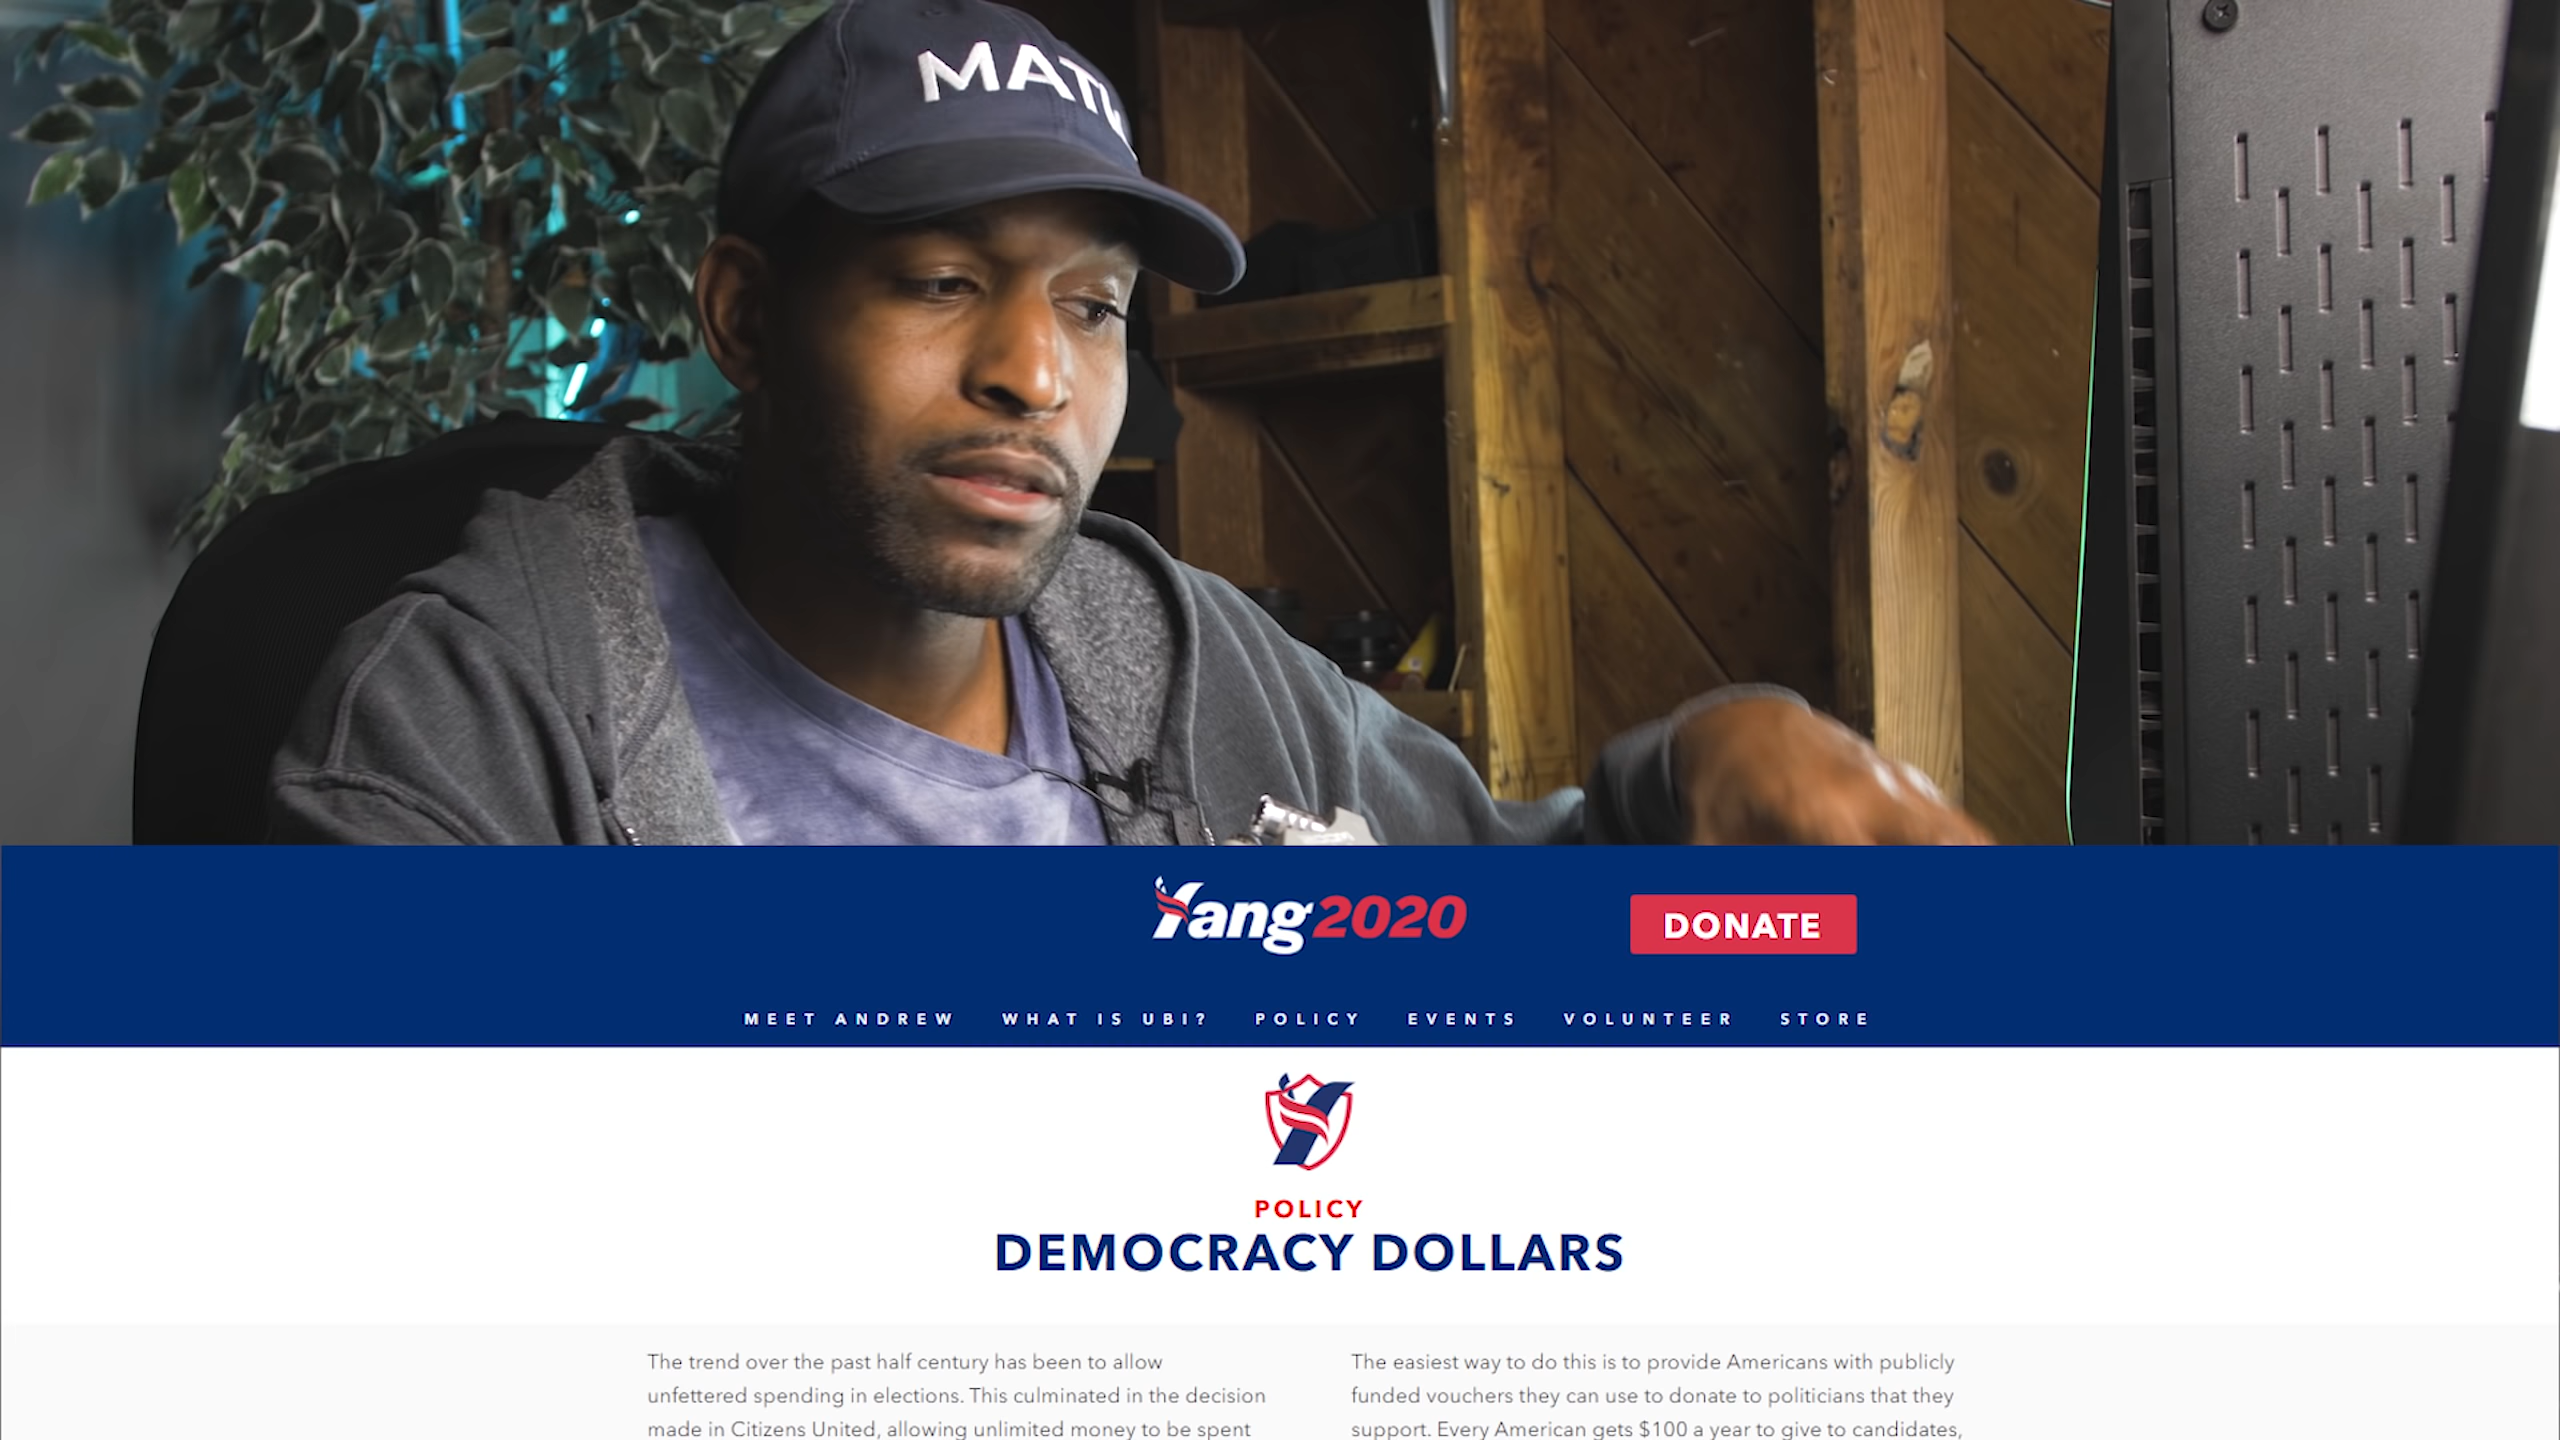 MAT
Yang2020
DONATE
MEET ANDREW WHAT IS UBI? POLICY EVENTS VOLUNTEER STORE
POLICY
DEMOCRACY DOLLARS
The trend over the past half century has been to allow
unfettered spending in elections. This culminated in the decision
made in Citizens United, allowing unlimited money to be spent
The easiest way to do this is to provide Americans with publicly
funded vouchers they can use to donate to politicians that they
support. Every American gets $100 a year to give to candidates,